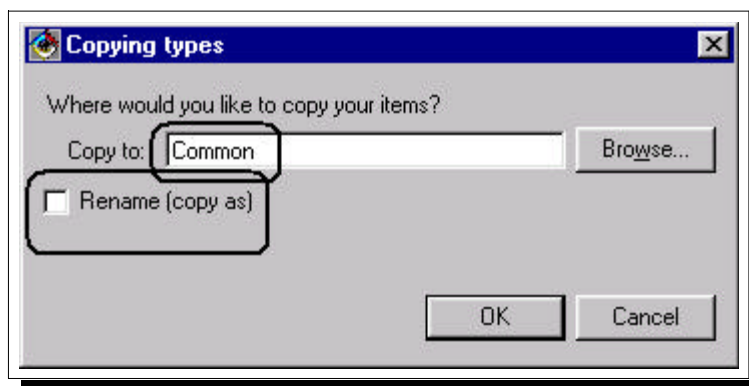 Copying types
Where would you like to copy your items?
Copy to: Common Browse...
Rename (copy as)
OK Cancel